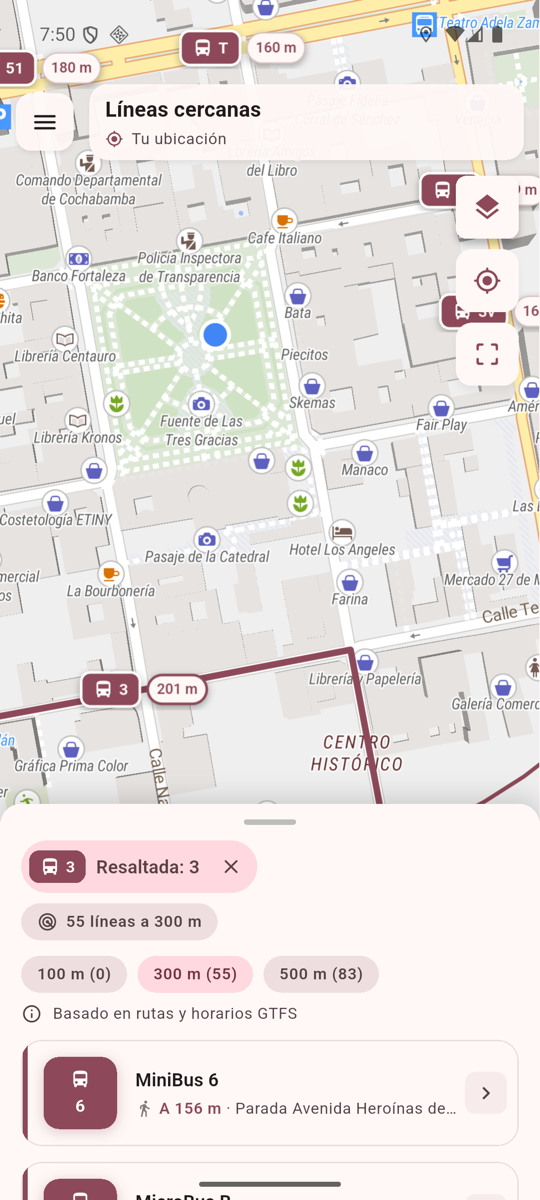 Teatro Adela Zam
7:50
T
160 m
51
180 m
Líneas cercanas
Tu ubicación
del Libro
Comando Departamental
de Cochabamba
Cafe Italiano
Policía Inspectora
de Transparencia
Banco Fortaleza
Bata
Librería Centauro
Piecitos
Skemas
Fuente de Las
Tres Gracias
Fair Play
Librería Kronos
Manaco
Costetología ETINY
Pasaje de la Catedral
Hotel Los Angeles
La Bourbonería
Farina
Mercado 27 de M
Calle Te
3
201 m
Librería y Papelería
Galería Comerc
CENTRO
HISTÓRICO
Gráfica Prima Color
Calle Na
3
Resaltada: 3
55 líneas a 300 m
100 m (0)
300 m (55)
500 m (83)
Basado en rutas y horarios GTFS
6
MiniBus 6
A 156 m · Parada Avenida Heroínas de…